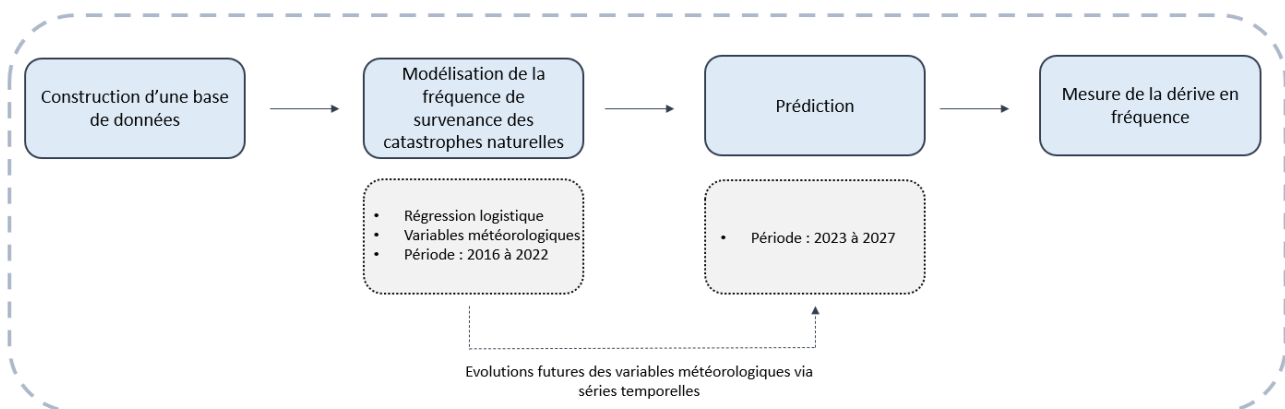 Construction d'une base
de données
Modélisation de la
fréquence de
survenance des
catastrophes naturelles
Prédiction
Mesure de la dérive en
fréquence
• Régression logistique
• Variables météorologiques
• Période : 2016 à 2022
• Période : 2023 à 2027
Evolutions futures des variables météorologiques via
séries temporelles